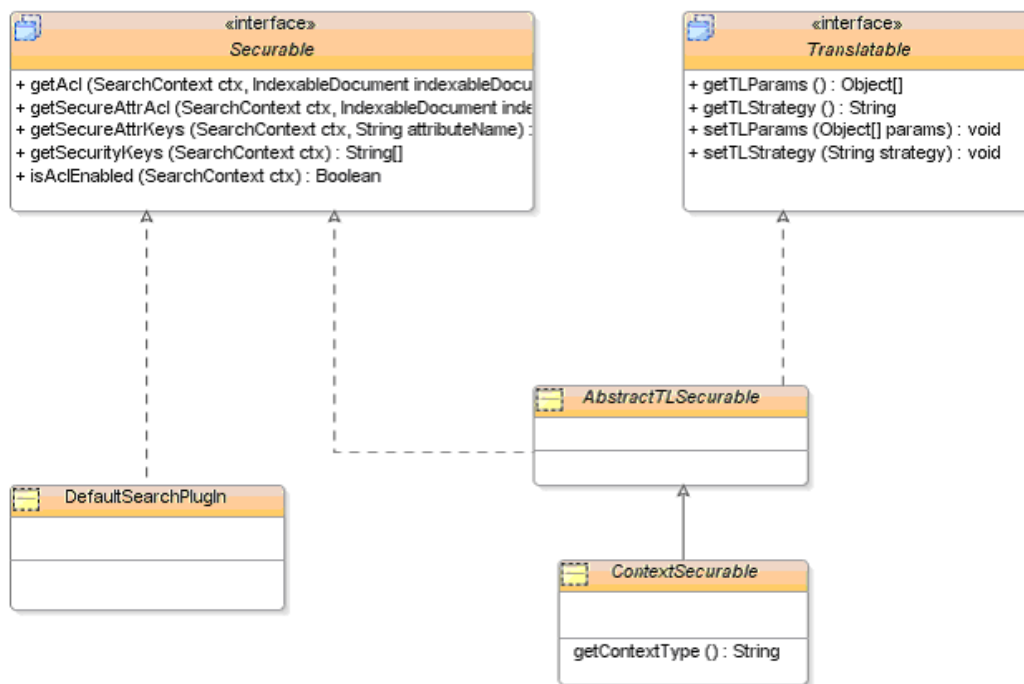 «interface»
Securable
+ getAcl (SearchContext ctx, IndexableDocument indexableDocu
+ getSecureAttrAcl (SearchContext ctx, IndexableDocument inde
+ getSecureAttrKeys (SearchContext ctx, String attributeName) :
+ getSecurityKeys (SearchContext ctx) : String[]
+ isAclEnabled (SearchContext ctx) : Boolean
«interface»
Translatable
+ getTLParams () : Object[]
+ getTLStrategy () : String
+ setTLParams (Object[] params) : void
+ setTLStrategy (String strategy) : void
AbstractTLSecurable
DefaultSearchPlugIn
ContextSecurable
getContextType () : String